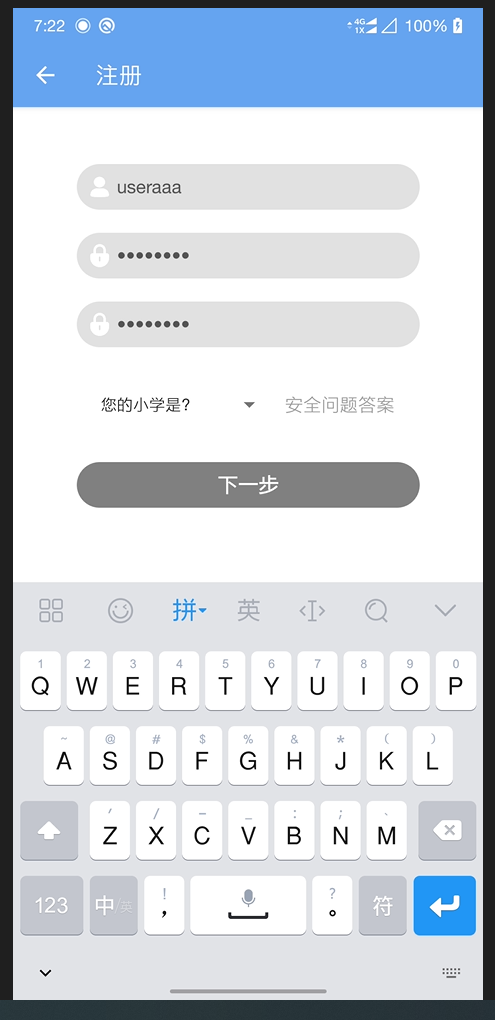 7:22 4G 1X 100%
注册
useraaa
••••••••
••••••••
您的小学是? 安全问题答案
下一步
拼 英
1 2 3 4 5 6 7 8 9 0
Q W E R T Y U I O P
~ @ # $ % & * ( )
A S D F G H J K L
' / - _ : ; 、
Z X C V B N M
! ?
123 中/英 , 。 符